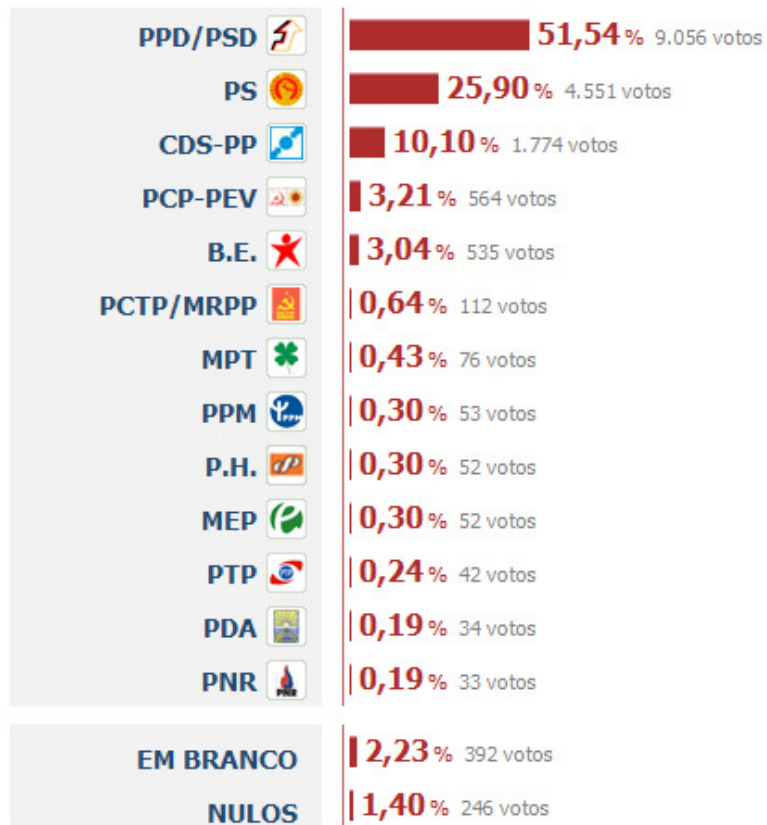 PPD/PSD 51,54% 9.056 votos
PS 25,90% 4.551 votos
CDS-PP 10,10% 1.774 votos
PCP-PEV 3,21% 564 votos
B.E. 3,04% 535 votos
PCTP/MRPP 0,64% 112 votos
MPT 0,43% 76 votos
PPM PPM 0,30% 53 votos
P.H. 0,30% 52 votos
MEP 0,30% 52 votos
PTP 0,24% 42 votos
PDA 0,19% 34 votos
PNR PNR 0,19% 33 votos
EM BRANCO 2,23% 392 votos
NULOS 1,40% 246 votos